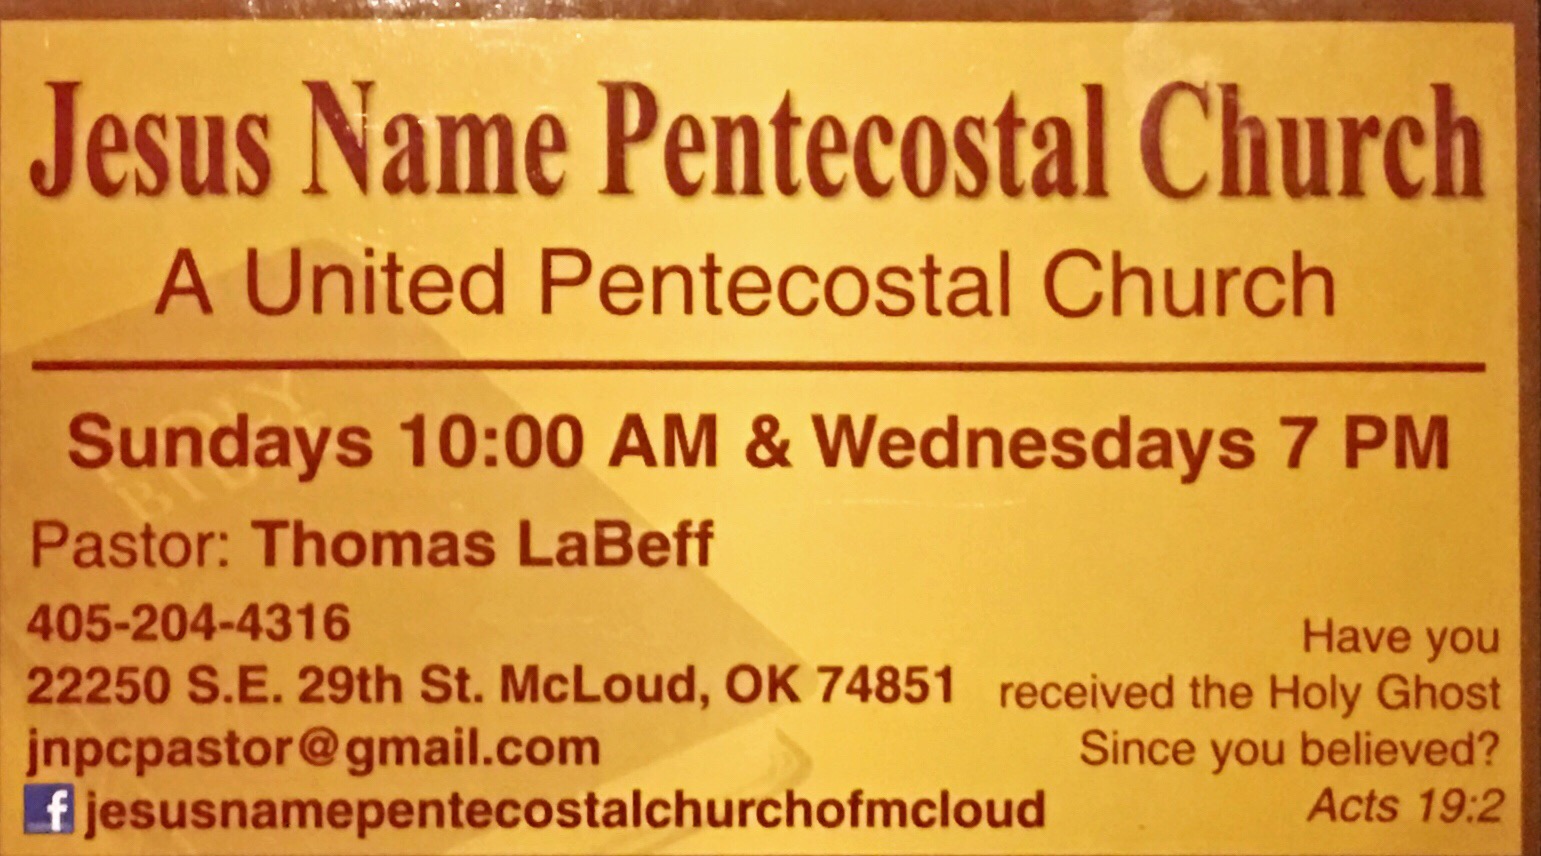 Jesus Name Pentecostal Church
A United Pentecostal Church
HOLY
BIBLE
Sundays 10:00 AM & Wednesdays 7 PM
Pastor: Thomas LaBeff
405-204-4316
22250 S.E. 29th St. McLoud, OK 74851
jnpcpastor@gmail.com
f jesusnamepentecostalchurchofmcloud
Have you
received the Holy Ghost
Since you believed?
Acts 19:2